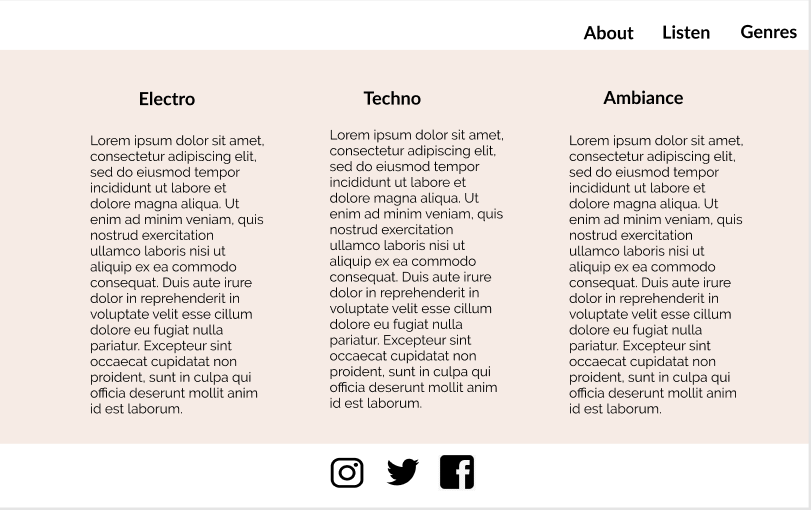 About Listen Genres
Electro
Lorem ipsum dolor sit amet,
consectetur adipiscing elit,
sed do eiusmod tempor
incididunt ut labore et
dolore magna aliqua. Ut
enim ad minim veniam, quis
nostrud exercitation
ullamco laboris nisi ut
aliquip ex ea commodo
consequat. Duis aute irure
dolor in reprehenderit in
voluptate velit esse cillum
dolore eu fugiat nulla
pariatur. Excepteur sint
occaecat cupidatat non
proident, sunt in culpa qui
officia deserunt mollit anim
id est laborum.
Techno
Lorem ipsum dolor sit amet,
consectetur adipiscing elit,
sed do eiusmod tempor
incididunt ut labore et
dolore magna aliqua. Ut
enim ad minim veniam, quis
nostrud exercitation
ullamco laboris nisi ut
aliquip ex ea commodo
consequat. Duis aute irure
dolor in reprehenderit in
voluptate velit esse cillum
dolore eu fugiat nulla
pariatur. Excepteur sint
occaecat cupidatat non
proident, sunt in culpa qui
officia deserunt mollit anim
id est laborum.
Ambiance
Lorem ipsum dolor sit amet,
consectetur adipiscing elit,
sed do eiusmod tempor
incididunt ut labore et
dolore magna aliqua. Ut
enim ad minim veniam, quis
nostrud exercitation
ullamco laboris nisi ut
aliquip ex ea commodo
consequat. Duis aute irure
dolor in reprehenderit in
voluptate velit esse cillum
dolore eu fugiat nulla
pariatur. Excepteur sint
occaecat cupidatat non
proident, sunt in culpa qui
officia deserunt mollit anim
id est laborum.